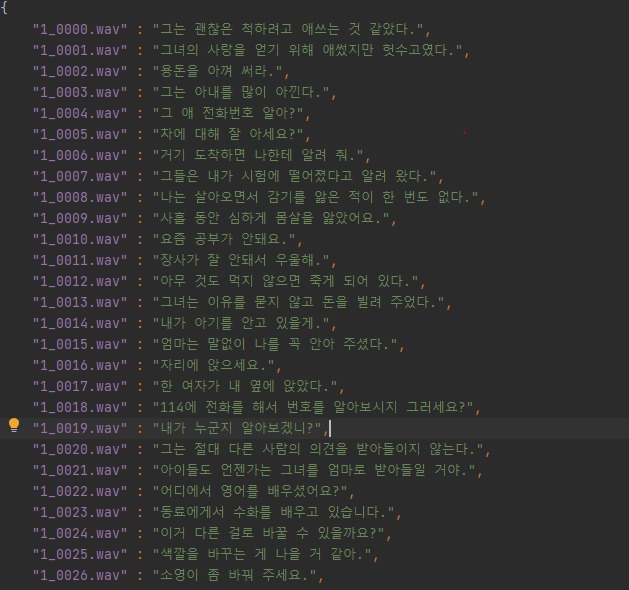 {
"1_0000.wav" : "그는 괜찮은 척하려고 애쓰는 것 같았다.",
"1_0001.wav" : "그녀의 사랑을 얻기 위해 애썼지만 헛수고였다.",
"1_0002.wav" : "용돈을 아껴 써라.",
"1_0003.wav" : "그는 아내를 많이 아낀다.",
"1_0004.wav" : "그 애 전화번호 알아?",
"1_0005.wav" : "차에 대해 잘 아세요?",
"1_0006.wav" : "거기 도착하면 나한테 알려 줘.",
"1_0007.wav" : "그들은 내가 시험에 떨어졌다고 알려 왔다.",
"1_0008.wav" : "나는 살아오면서 감기를 앓은 적이 한 번도 없다.",
"1_0009.wav" : "사흘 동안 심하게 몸살을 앓았어요.",
"1_0010.wav" : "요즘 공부가 안돼요.",
"1_0011.wav" : "장사가 잘 안돼서 우울해.",
"1_0012.wav" : "아무 것도 먹지 않으면 죽게 되어 있다.",
"1_0013.wav" : "그녀는 이유를 묻지 않고 돈을 빌려 주었다.",
"1_0014.wav" : "내가 아기를 안고 있을게.",
"1_0015.wav" : "엄마는 말없이 나를 꼭 안아 주셨다.",
"1_0016.wav" : "자리에 앉으세요.",
"1_0017.wav" : "한 여자가 내 옆에 앉았다.",
"1_0018.wav" : "114에 전화를 해서 번호를 알아보시지 그러세요?",
"1_0019.wav" : "내가 누군지 알아보겠니?",
"1_0020.wav" : "그는 절대 다른 사람의 의견을 받아들이지 않는다.",
"1_0021.wav" : "아이들도 언젠가는 그녀를 엄마로 받아들일 거야.",
"1_0022.wav" : "어디에서 영어를 배우셨어요?",
"1_0023.wav" : "동료에게서 수화를 배우고 있습니다.",
"1_0024.wav" : "이거 다른 걸로 바꿀 수 있을까요?",
"1_0025.wav" : "색깔을 바꾸는 게 나을 거 같아.",
"1_0026.wav" : "소영이 좀 바꿔 주세요.",